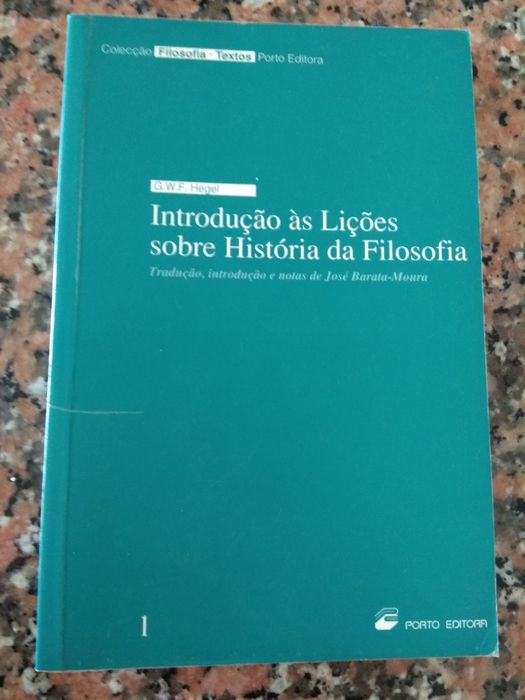 Colecção Filosofia · Textos Porto Editora
G.W.F. Hegel
Introdução às Lições
sobre História da Filosofia
Tradução, introdução e notas de José Barata-Moura
1
PORTO EDITORA